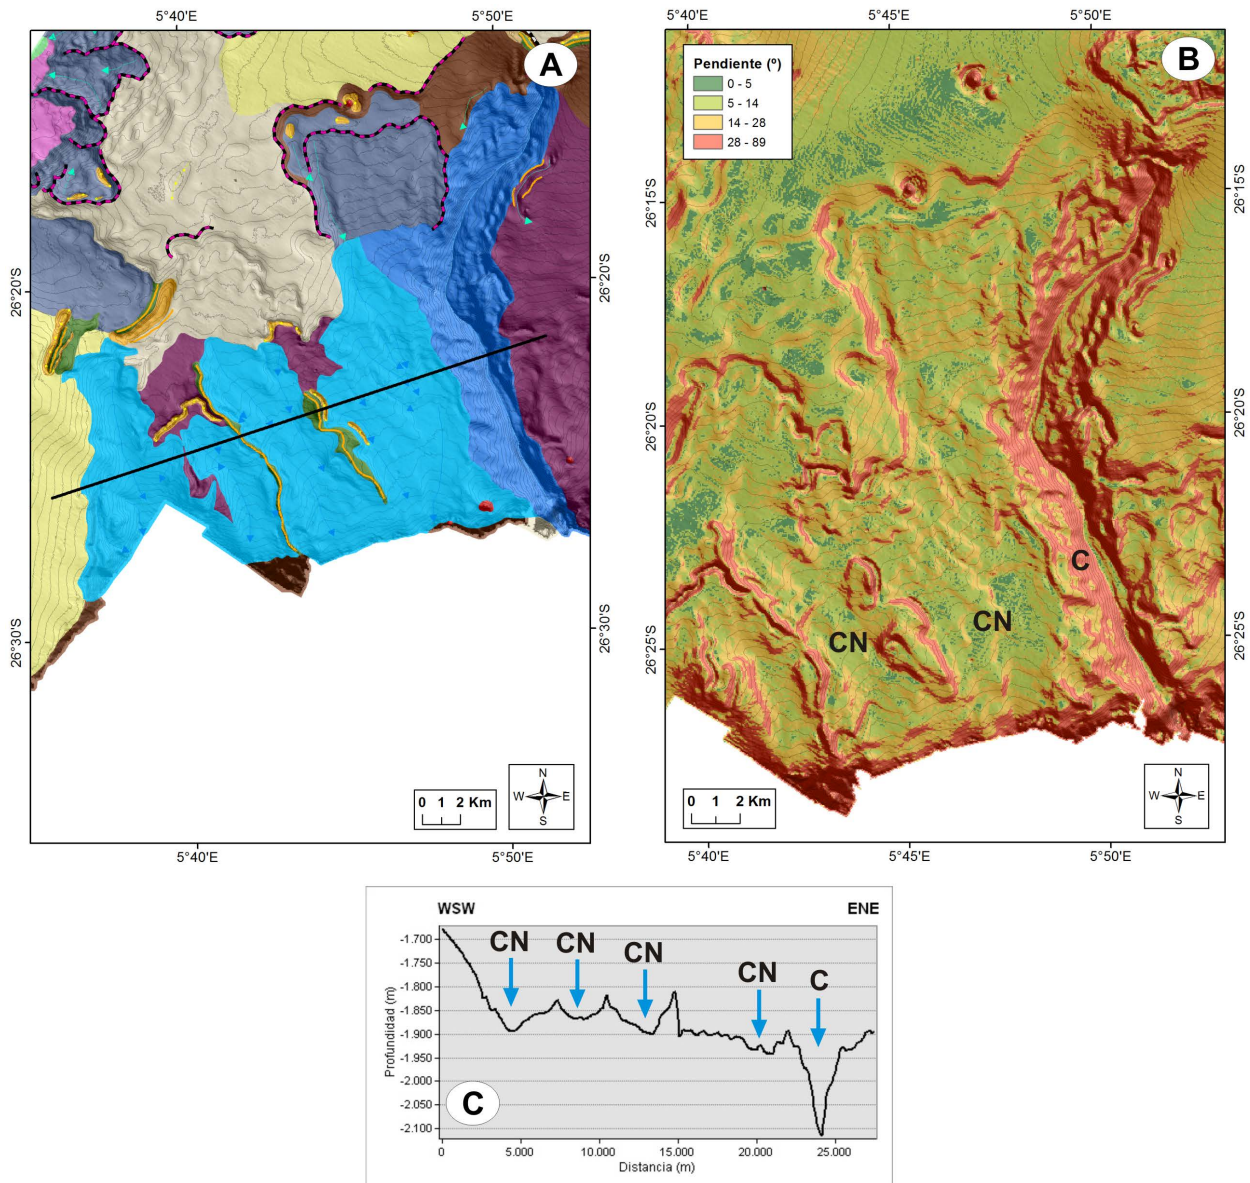 5°40'E
5°50'E
A
26°20'S
26°20'S
26°30'S
26°30'S
0 1 2 Km
N
W
E
S
5°40'E
5°50'E
5°40'E
5°45'E
5°50'E
B
Pendiente (º)
0 - 5
5 - 14
14 - 28
28 - 89
26°15'S
26°15'S
26°20'S
26°20'S
26°25'S
26°25'S
C
CN
CN
0 1 2 Km
N
W
E
S
5°40'E
5°45'E
5°50'E
WSW
ENE
CN
CN
CN
CN
C
Profundidad (m)
-1.700
-1.750
-1.800
-1.850
-1.900
-1.950
-2.000
-2.050
-2.100
C
0
5.000
10.000
15.000
20.000
25.000
Distancia (m)